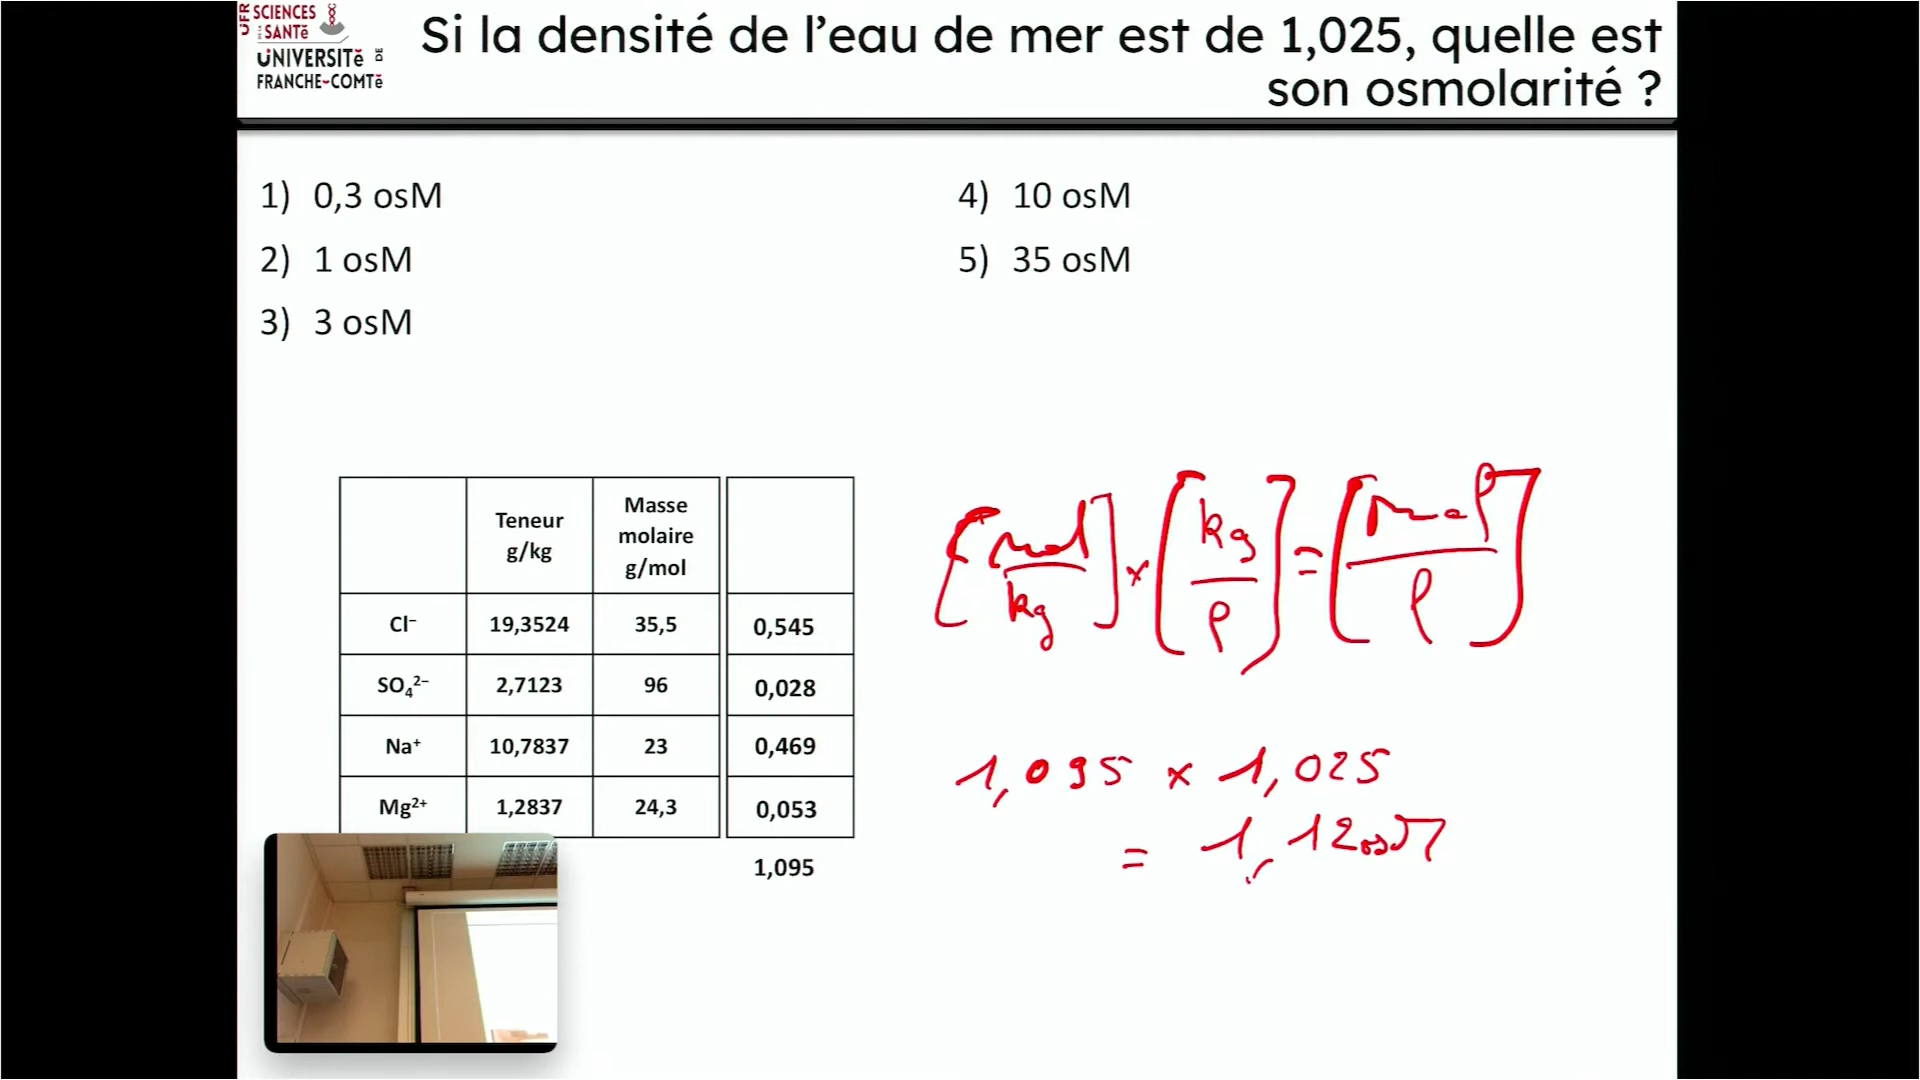 UFR SCIENCES
DE LA SANTé
UNIVERSITé DE
FRANCHE-COMTé
Si la densité de l’eau de mer est de 1,025, quelle est
son osmolarité ?
1) 0,3 osM
2) 1 osM
3) 3 osM
4) 10 osM
5) 35 osM
Teneur g/kg Masse molaire g/mol
Cl⁻ 19,3524 35,5 0,545
SO₄²⁻ 2,7123 96 0,028
Na⁺ 10,7837 23 0,469
Mg²⁺ 1,2837 24,3 0,053
1,095
[mol/kg] x [kg/l] = [mol/l]
1,095 x 1,025
= 1,12 osM